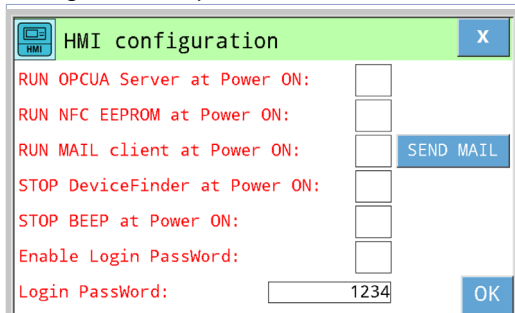 HMI
HMI configuration
X
RUN OPCUA Server at Power ON:
RUN NFC EEPROM at Power ON:
RUN MAIL client at Power ON:
SEND MAIL
STOP DeviceFinder at Power ON:
STOP BEEP at Power ON:
Enable Login PassWord:
Login PassWord:
1234
OK